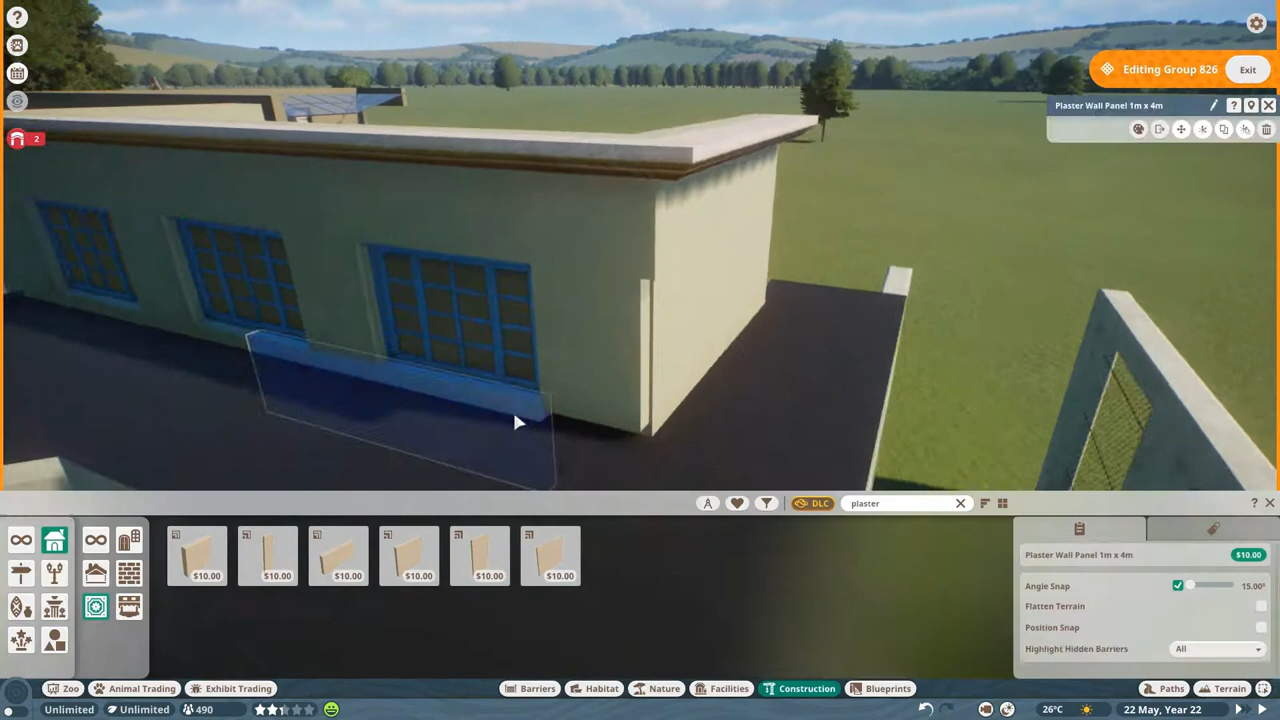 ?
Editing Group 826
Exit
Plaster Wall Panel 1m x 4m
?
2
DLC
plaster
?
$10.00
$10.00
$10.00
$10.00
$10.00
$10.00
Plaster Wall Panel 1m x 4m
$10.00
Angle Snap
15.00°
Flatten Terrain
Position Snap
Highlight Hidden Barriers
All
Zoo
Animal Trading
Exhibit Trading
Barriers
Habitat
Nature
Facilities
Construction
Blueprints
Paths
Terrain
Unlimited
Unlimited
490
26°C
22 May, Year 22